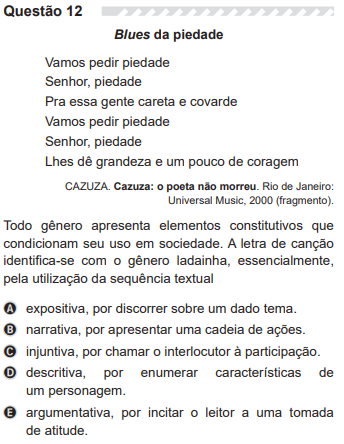 Questão 12
Blues da piedade
Vamos pedir piedade
Senhor, piedade
Pra essa gente careta e covarde
Vamos pedir piedade
Senhor, piedade
Lhes dê grandeza e um pouco de coragem
CAZUZA. Cazuza: o poeta não morreu. Rio de Janeiro:
Universal Music, 2000 (fragmento).
Todo gênero apresenta elementos constitutivos que
condicionam seu uso em sociedade. A letra de canção
identifica-se com o gênero ladainha, essencialmente,
pela utilização da sequência textual
A expositiva, por discorrer sobre um dado tema.
B narrativa, por apresentar uma cadeia de ações.
C injuntiva, por chamar o interlocutor à participação.
D descritiva, por enumerar características de
um personagem.
E argumentativa, por incitar o leitor a uma tomada
de atitude.